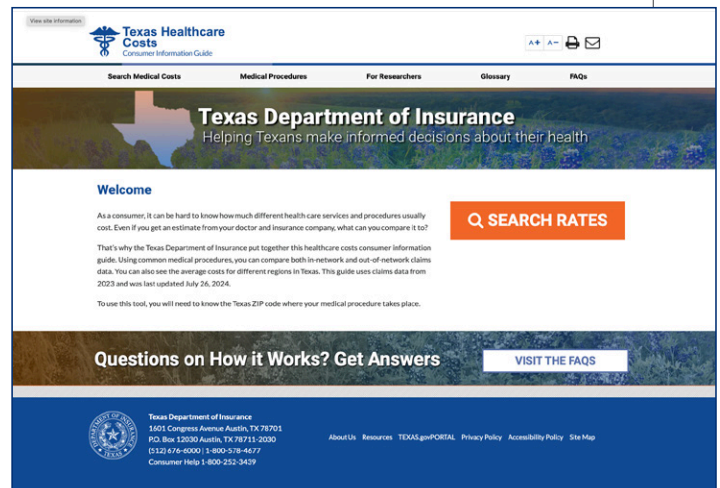 View site information
Texas Healthcare
Costs
Consumer Information Guide
A+ A-
Search Medical Costs Medical Procedures For Researchers Glossary FAQs
Texas Department of Insurance
Helping Texans make informed decisions about their health
Welcome
As a consumer, it can be hard to know how much different health care services and procedures usually
cost. Even if you get an estimate from your doctor and insurance company, what can you compare it to?
SEARCH RATES
That's why the Texas Department of Insurance put together this healthcare costs consumer information
guide. Using common medical procedures, you can compare both in-network and out-of-network claims
data. You can also see the average costs for different regions in Texas. This guide uses claims data from
2023 and was last updated July 26, 2024.
To use this tool, you will need to know the Texas ZIP code where your medical procedure takes place.
Questions on How it Works? Get Answers
VISIT THE FAQS
DEPARTMENT OF INSURANCE
TEXAS
Texas Department of Insurance
1601 Congress Avenue Austin, TX 78701
P.O. Box 12030 Austin, TX 78711-2030
(512) 676-6000 | 1-800-578-4677
Consumer Help 1-800-252-3439
About Us Resources TEXAS.govPORTAL Privacy Policy Accessibility Policy Site Map